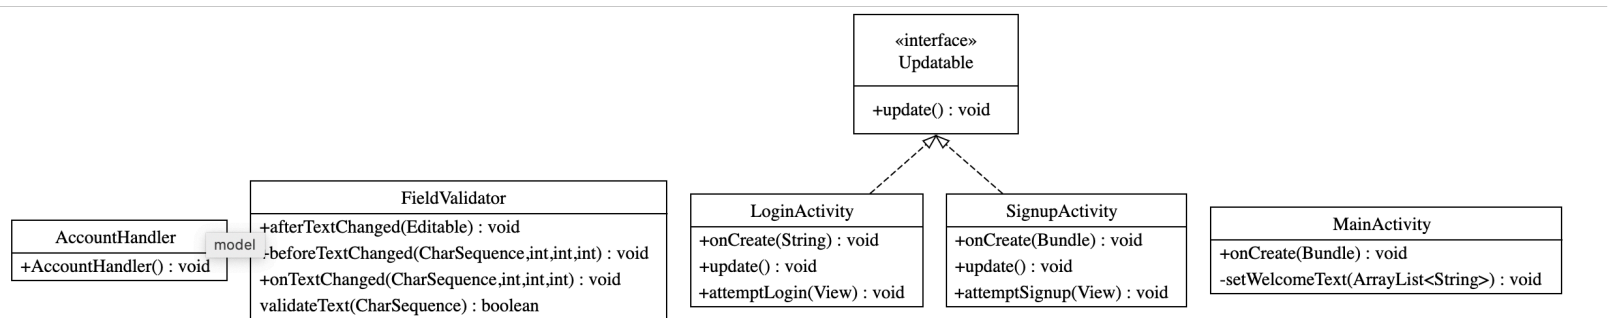 «interface»
Updatable
+update() : void
AccountHandler
+AccountHandler() : void
model
FieldValidator
+afterTextChanged(Editable) : void
+beforeTextChanged(CharSequence,int,int,int) : void
+onTextChanged(CharSequence,int,int,int) : void
validateText(CharSequence) : boolean
LoginActivity
+onCreate(String) : void
+update() : void
+attemptLogin(View) : void
SignupActivity
+onCreate(Bundle) : void
+update() : void
+attemptSignup(View) : void
MainActivity
+onCreate(Bundle) : void
-setWelcomeText(ArrayList<String>) : void